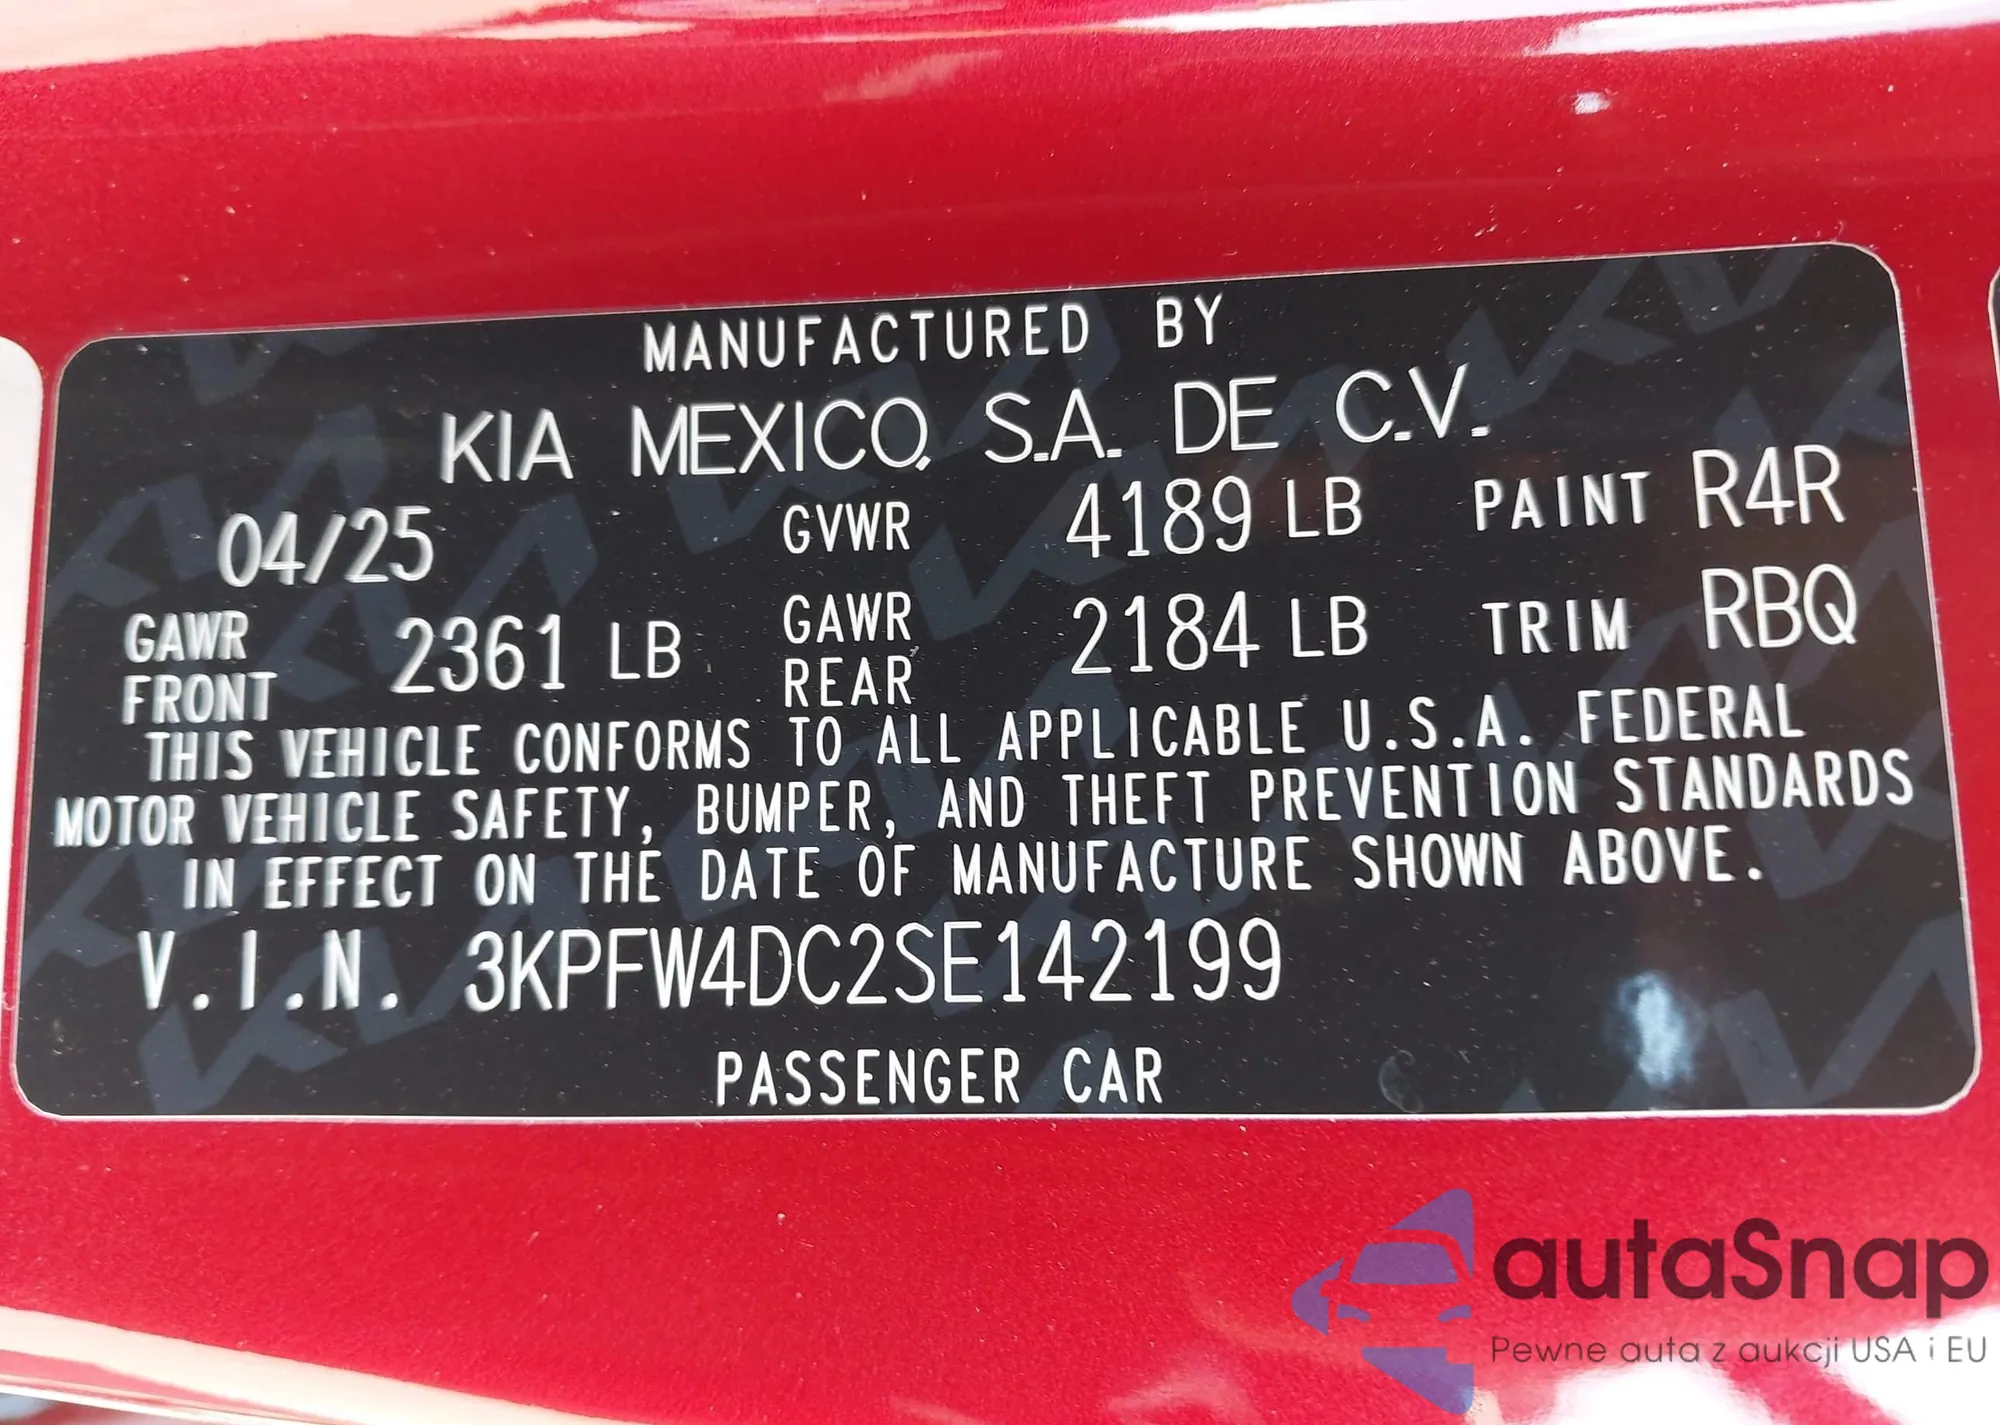 MANUFACTURED BY
KIA MEXICO, S.A. DE C.V.
04/25 GVWR 4189 LB PAINT R4R
GAWR FRONT 2361 LB GAWR REAR 2184 LB TRIM RBQ
THIS VEHICLE CONFORMS TO ALL APPLICABLE U.S.A. FEDERAL
MOTOR VEHICLE SAFETY, BUMPER, AND THEFT PREVENTION STANDARDS
IN EFFECT ON THE DATE OF MANUFACTURE SHOWN ABOVE.
V.I.N. 3KPFW4DC2SE142199
PASSENGER CAR
autaSnap
Pewne auta z aukcji USA i EU